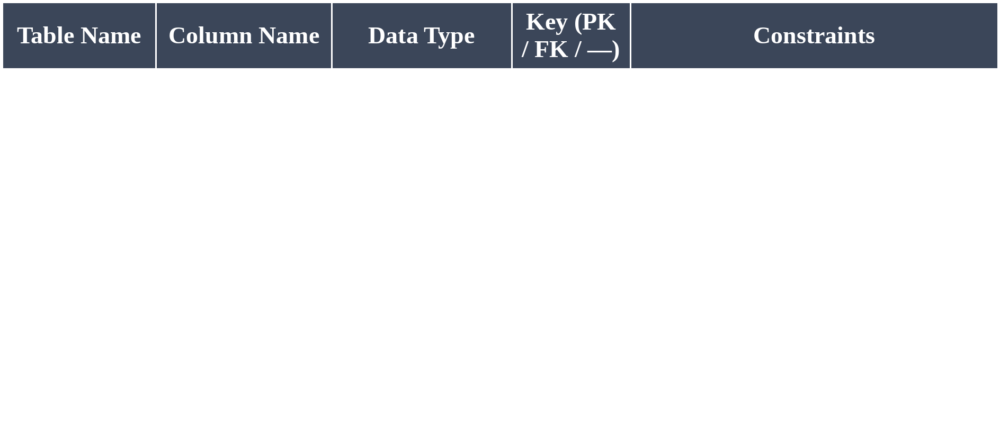 Table Name
Column Name
Data Type
Key (PK
/ FK / —)
Constraints